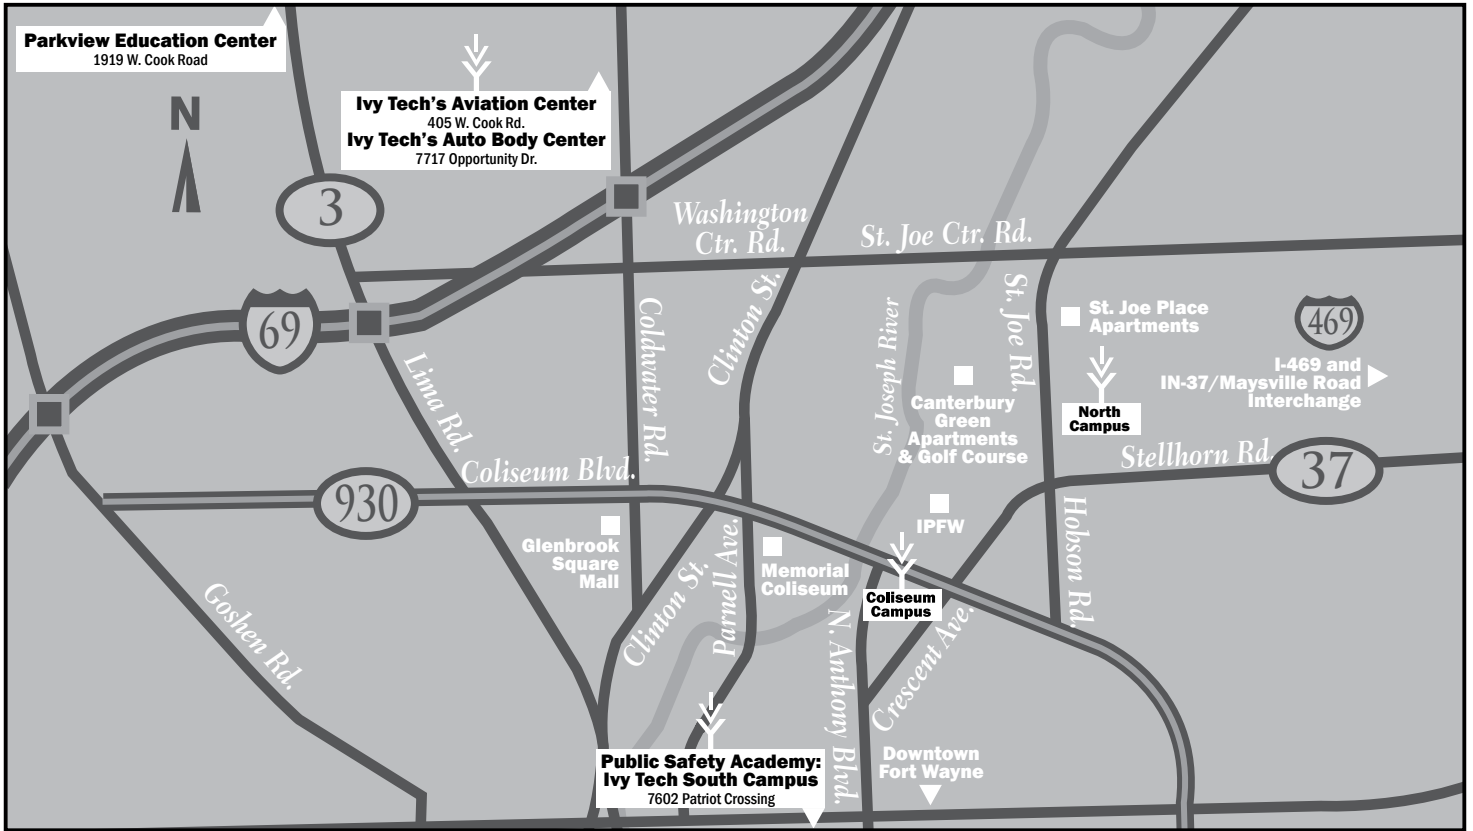 Parkview Education Center
1919 W. Cook Road
N
Ivy Tech's Aviation Center
405 W. Cook Rd.
Ivy Tech's Auto Body Center
7717 Opportunity Dr.
3
Washington
Ctr. Rd.
St. Joe Ctr. Rd.
69
Lima Rd.
Coldwater Rd.
Clinton St.
St. Joseph River
St. Joe Rd.
St. Joe Place
Apartments
469
I-469 and
IN-37/Maysville Road
Interchange
Canterbury
Green
Apartments
& Golf Course
North
Campus
Stellhorn Rd.
37
Coliseum Blvd.
930
Glenbrook
Square
Mall
Parnell Ave.
Memorial
Coliseum
IPFW
Coliseum
Campus
Hobson Rd.
Goshen Rd.
Clinton St.
N. Anthony Blvd.
Crescent Ave.
Public Safety Academy:
Ivy Tech South Campus
7602 Patriot Crossing
Downtown
Fort Wayne